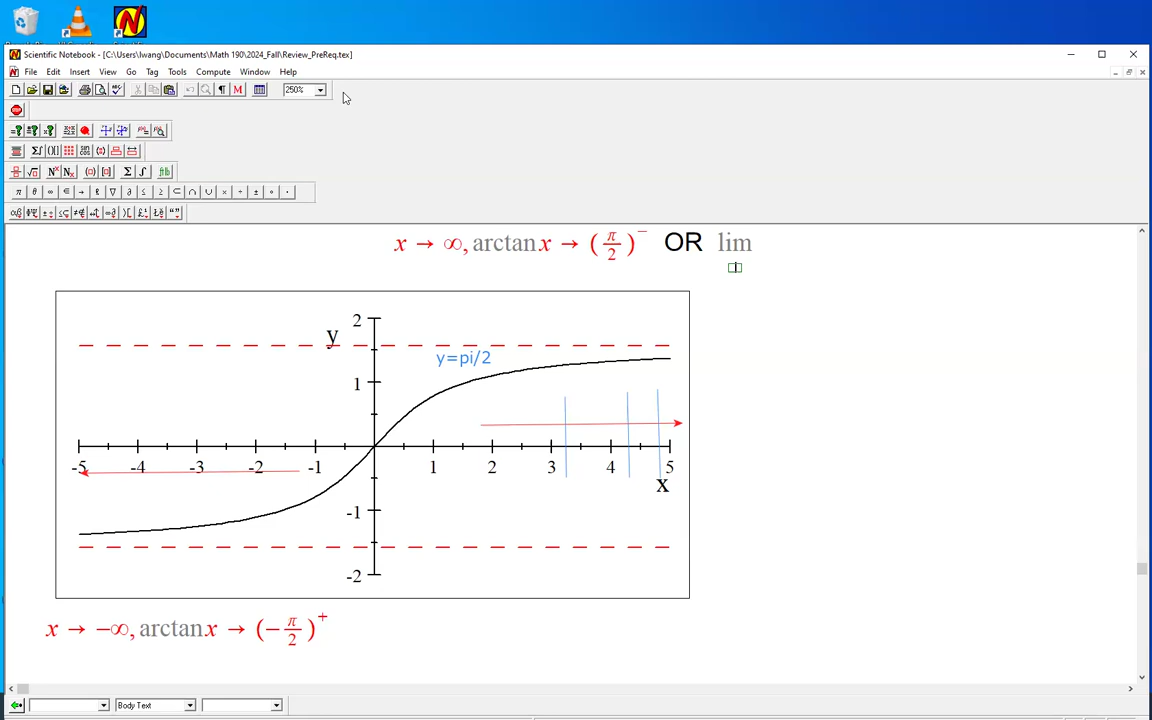 Scientific Notebook - [C:\Users\lwang\Documents\Math 190\2024_Fall\Review_PreReq.tex]
File Edit Insert View Go Tag Tools Compute Window Help
250%
x → ∞, arctan x → (π/2)⁻ OR lim
2
y
y=pi/2
1
-5 -4 -3 -2 -1 1 2 3 4 5
x
-1
-2
x → −∞, arctan x → (−π/2)⁺
Body Text